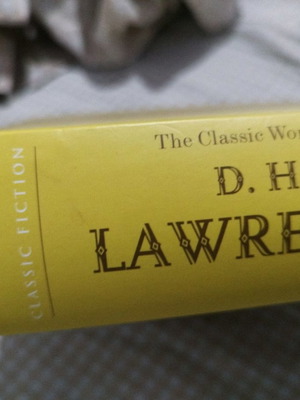 CLASSIC FICTION
The Classic Wo
D. H
LAWRE